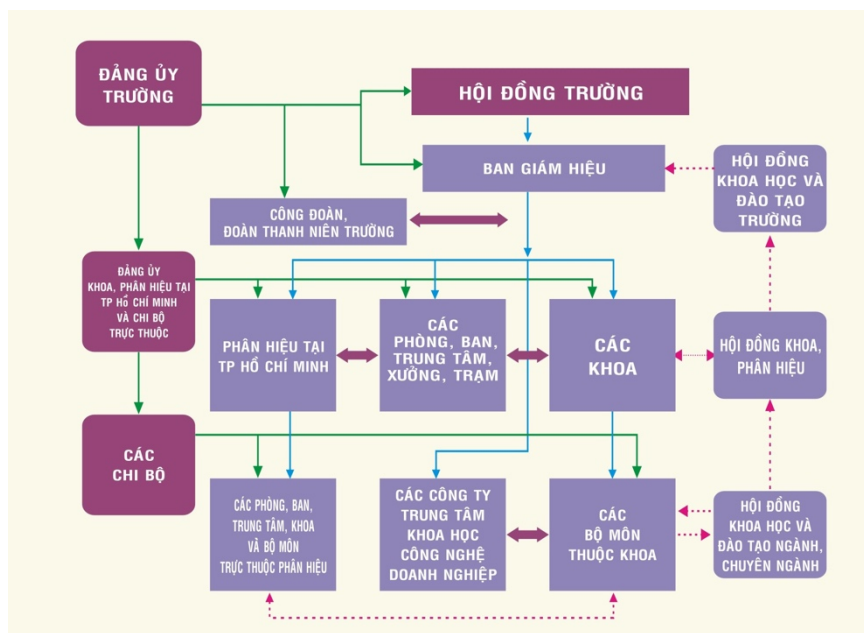 ĐẢNG ỦY
TRƯỜNG
HỘI ĐỒNG TRƯỜNG
BAN GIÁM HIỆU
HỘI ĐỒNG
KHOA HỌC VÀ
ĐÀO TẠO
TRƯỜNG
CÔNG ĐOÀN,
ĐOÀN THANH NIÊN TRƯỜNG
ĐẢNG ỦY
KHOA, PHÂN HIỆU TẠI
TP HỒ CHÍ MINH
VÀ CHI BỘ
TRỰC THUỘC
PHÂN HIỆU TẠI
TP HỒ CHÍ MINH
CÁC
PHÒNG, BAN,
TRUNG TÂM,
XƯỞNG, TRẠM
CÁC
KHOA
HỘI ĐỒNG KHOA,
PHÂN HIỆU
CÁC
CHI BỘ
CÁC PHÒNG, BAN,
TRUNG TÂM, KHOA
VẢ BỘ MÔN
TRỰC THUỘC PHÂN HIỆU
CÁC CÔNG TY
TRUNG TÂM
KHOA HỌC
CÔNG NGHỆ
DOANH NGHIỆP
CÁC
BỘ MÔN
THUỘC KHOA
HỘI ĐỒNG
KHOA HỌC VÀ
ĐÀO TẠO NGÀNH,
CHUYÊN NGÀNH